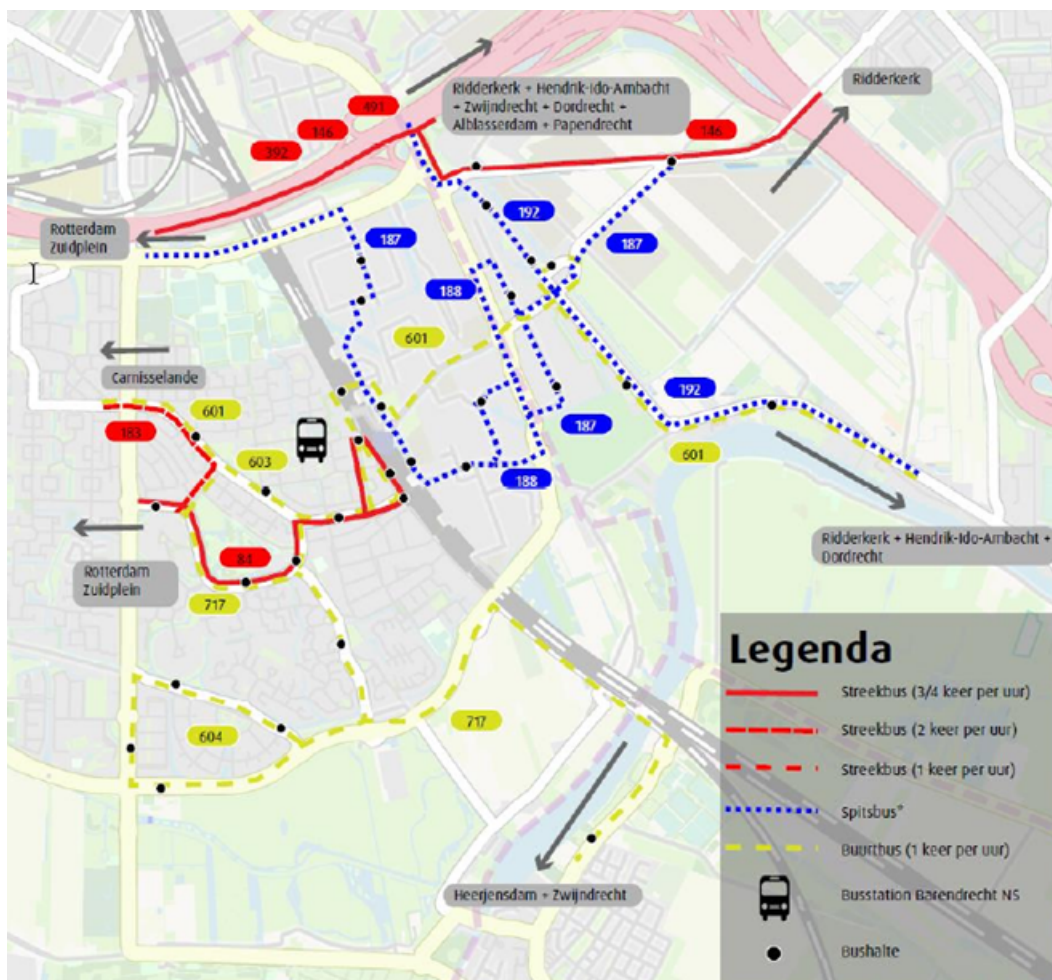 491
146
392
Ridderkerk + Hendrik-Ido-Ambacht
+ Zwijndrecht + Dordrecht +
Alblasserdam + Papendrecht
Ridderkerk
146
Rotterdam
Zuidplein
192
187
187
188
601
Carnisselande
601
183
603
192
187
601
188
Rotterdam
Zuidplein
84
717
Ridderkerk + Hendrik-Ido-Ambacht +
Dordrecht
604
717
Heerjensdam + Zwijndrecht
Legenda
Streekbus (3/4 keer per uur)
Streekbus (2 keer per uur)
Streekbus (1 keer per uur)
Spitsbus*
Buurtbus (1 keer per uur)
Busstation Barendrecht NS
Bushalte